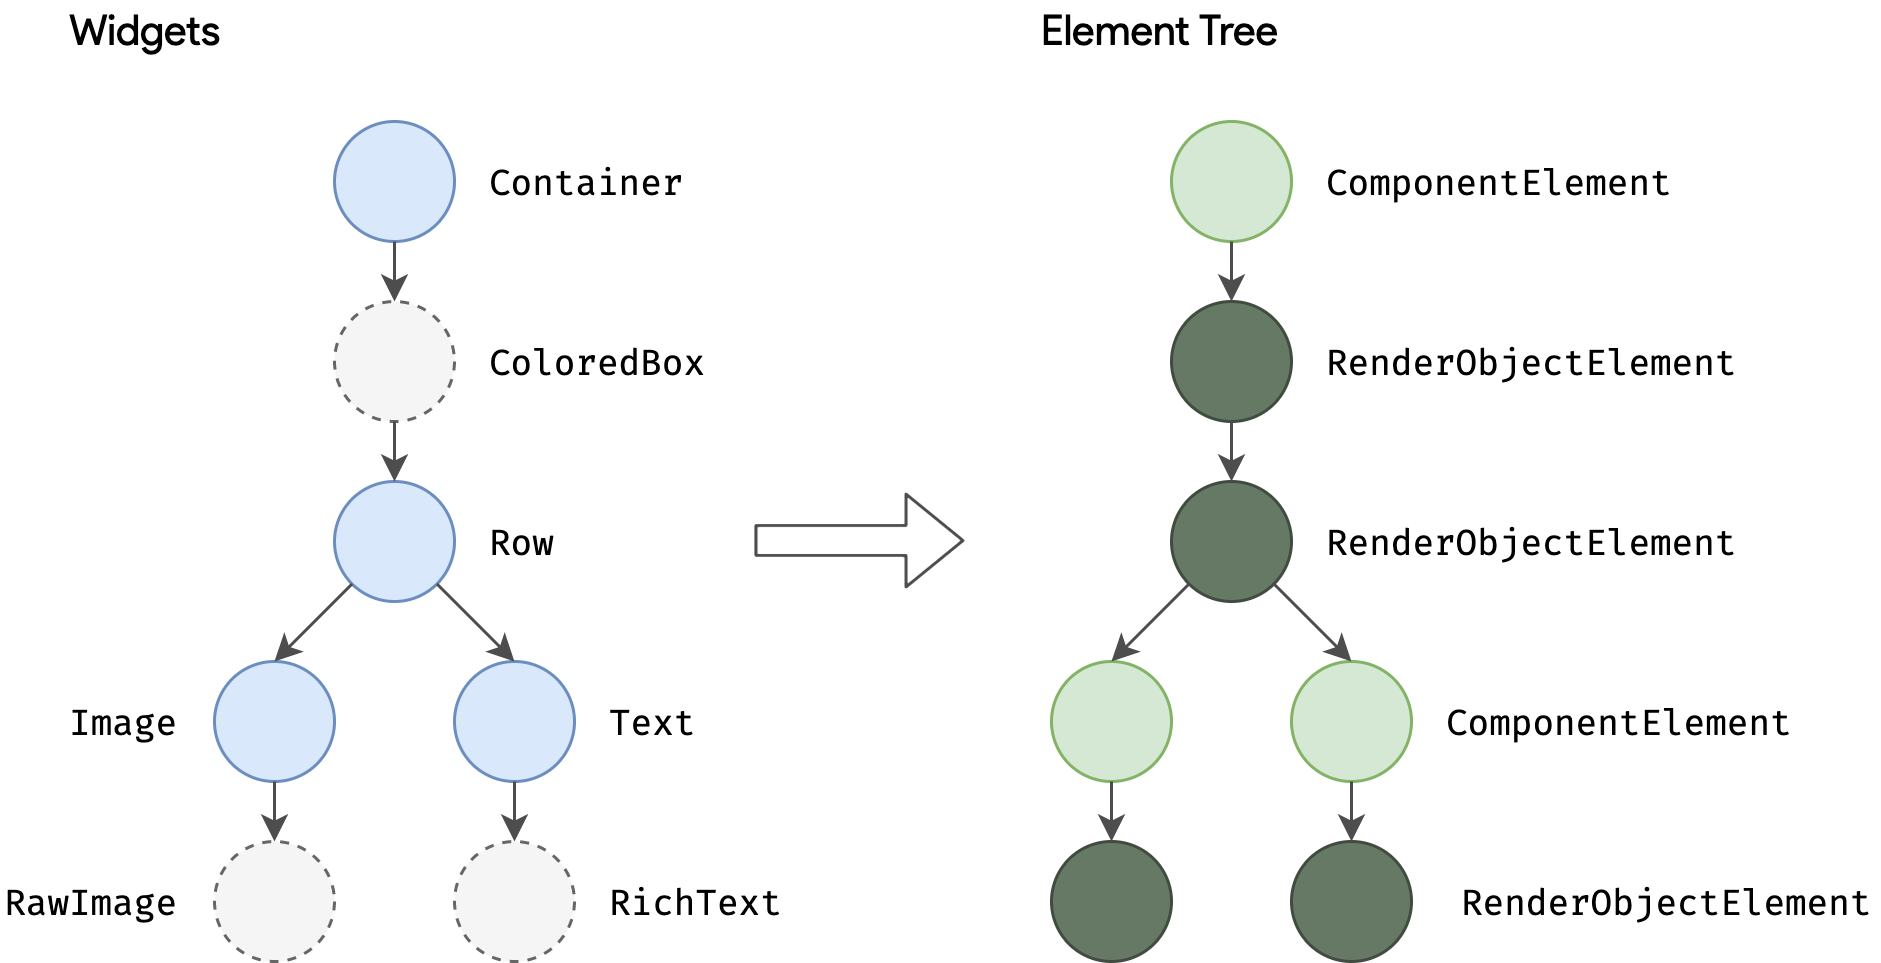 Widgets
Element Tree
Container
ComponentElement
ColoredBox
RenderObjectElement
Row
RenderObjectElement
Image
Text
ComponentElement
RawImage
RichText
RenderObjectElement